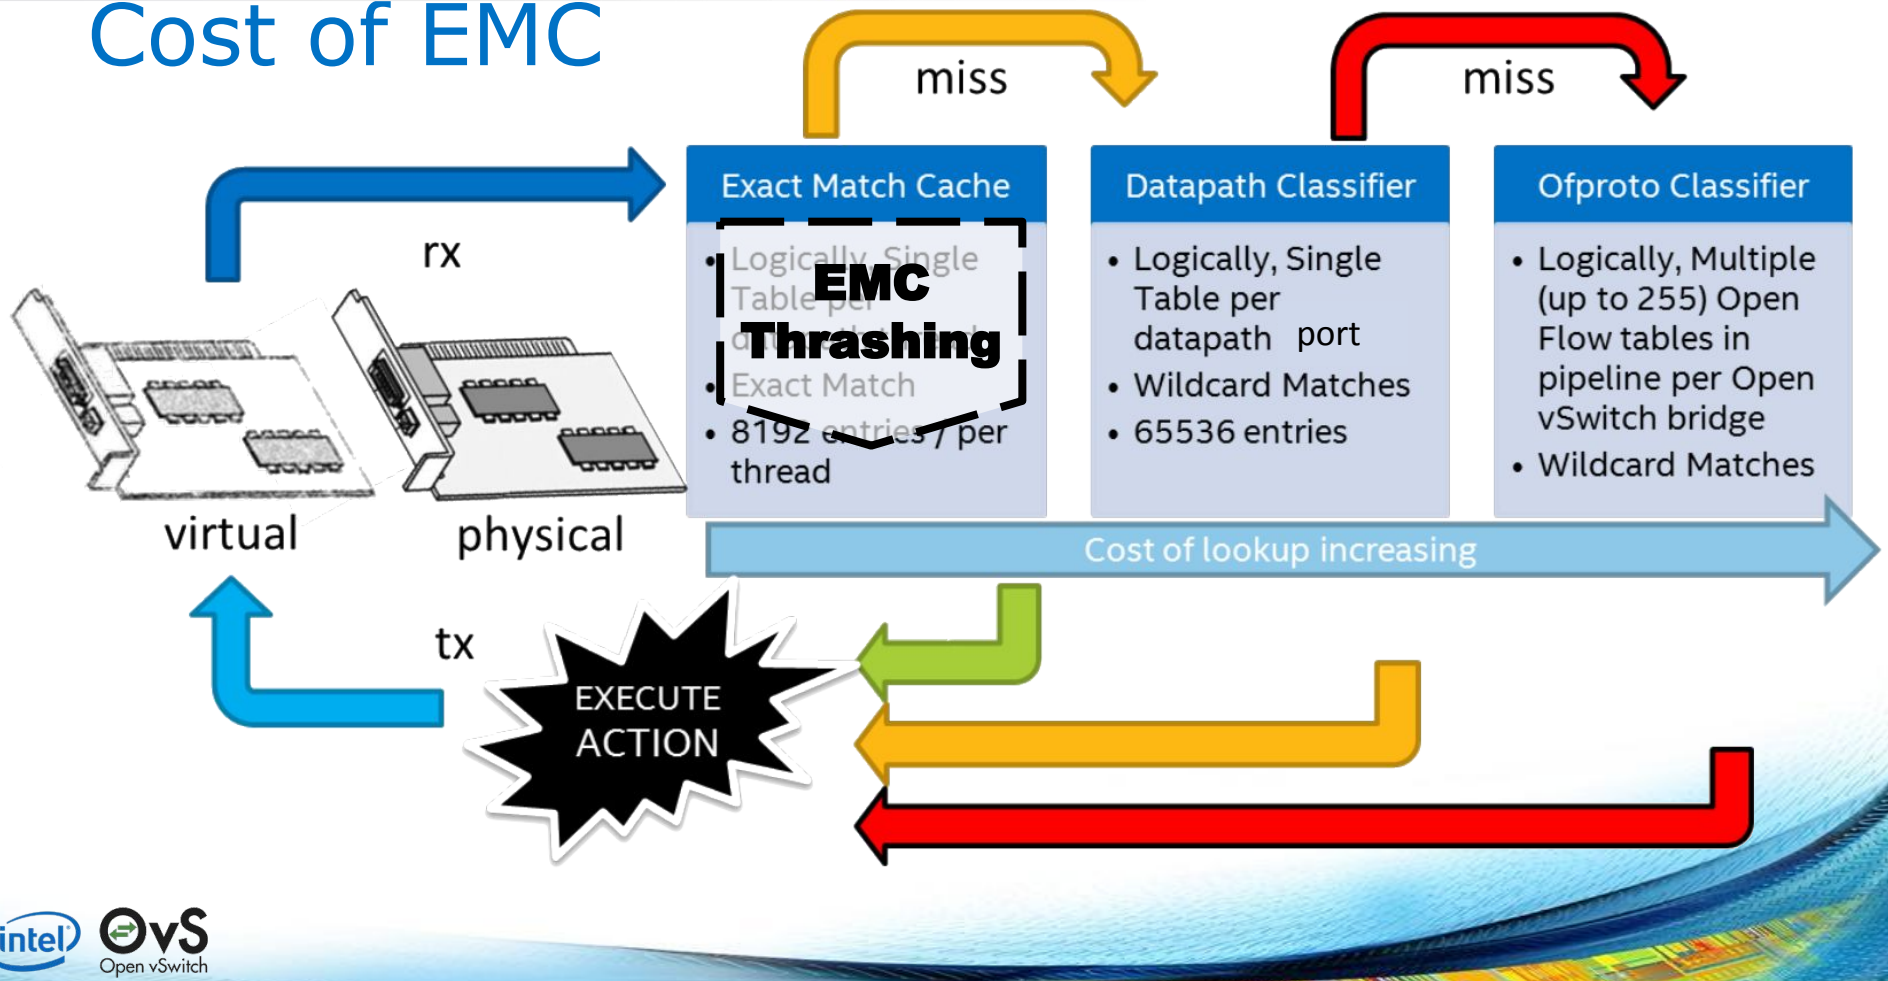 Cost of EMC
miss
miss
rx
Exact Match Cache
• Logically, Single
Table per
EMC
Thrashing
• Exact Match
• 8192 entries / per
thread
Datapath Classifier
• Logically, Single
Table per
datapath port
• Wildcard Matches
• 65536 entries
Ofproto Classifier
• Logically, Multiple
(up to 255) Open
Flow tables in
pipeline per Open
vSwitch bridge
• Wildcard Matches
virtual
physical
Cost of lookup increasing
tx
EXECUTE
ACTION
intel
OvS
Open vSwitch